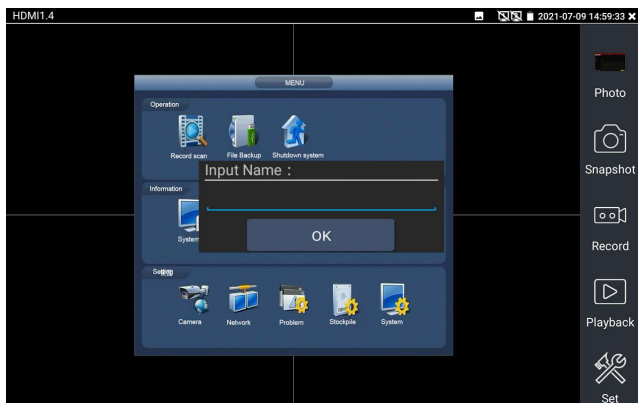 HDMI1.4
2021-07-09 14:59:33
MENU
Operation
Record scan
File Backup
Shutdown system
Input Name :
Information
System
OK
Camera
Network
Problem
Stockpile
System
Photo
Snapshot
Record
Playback
Set